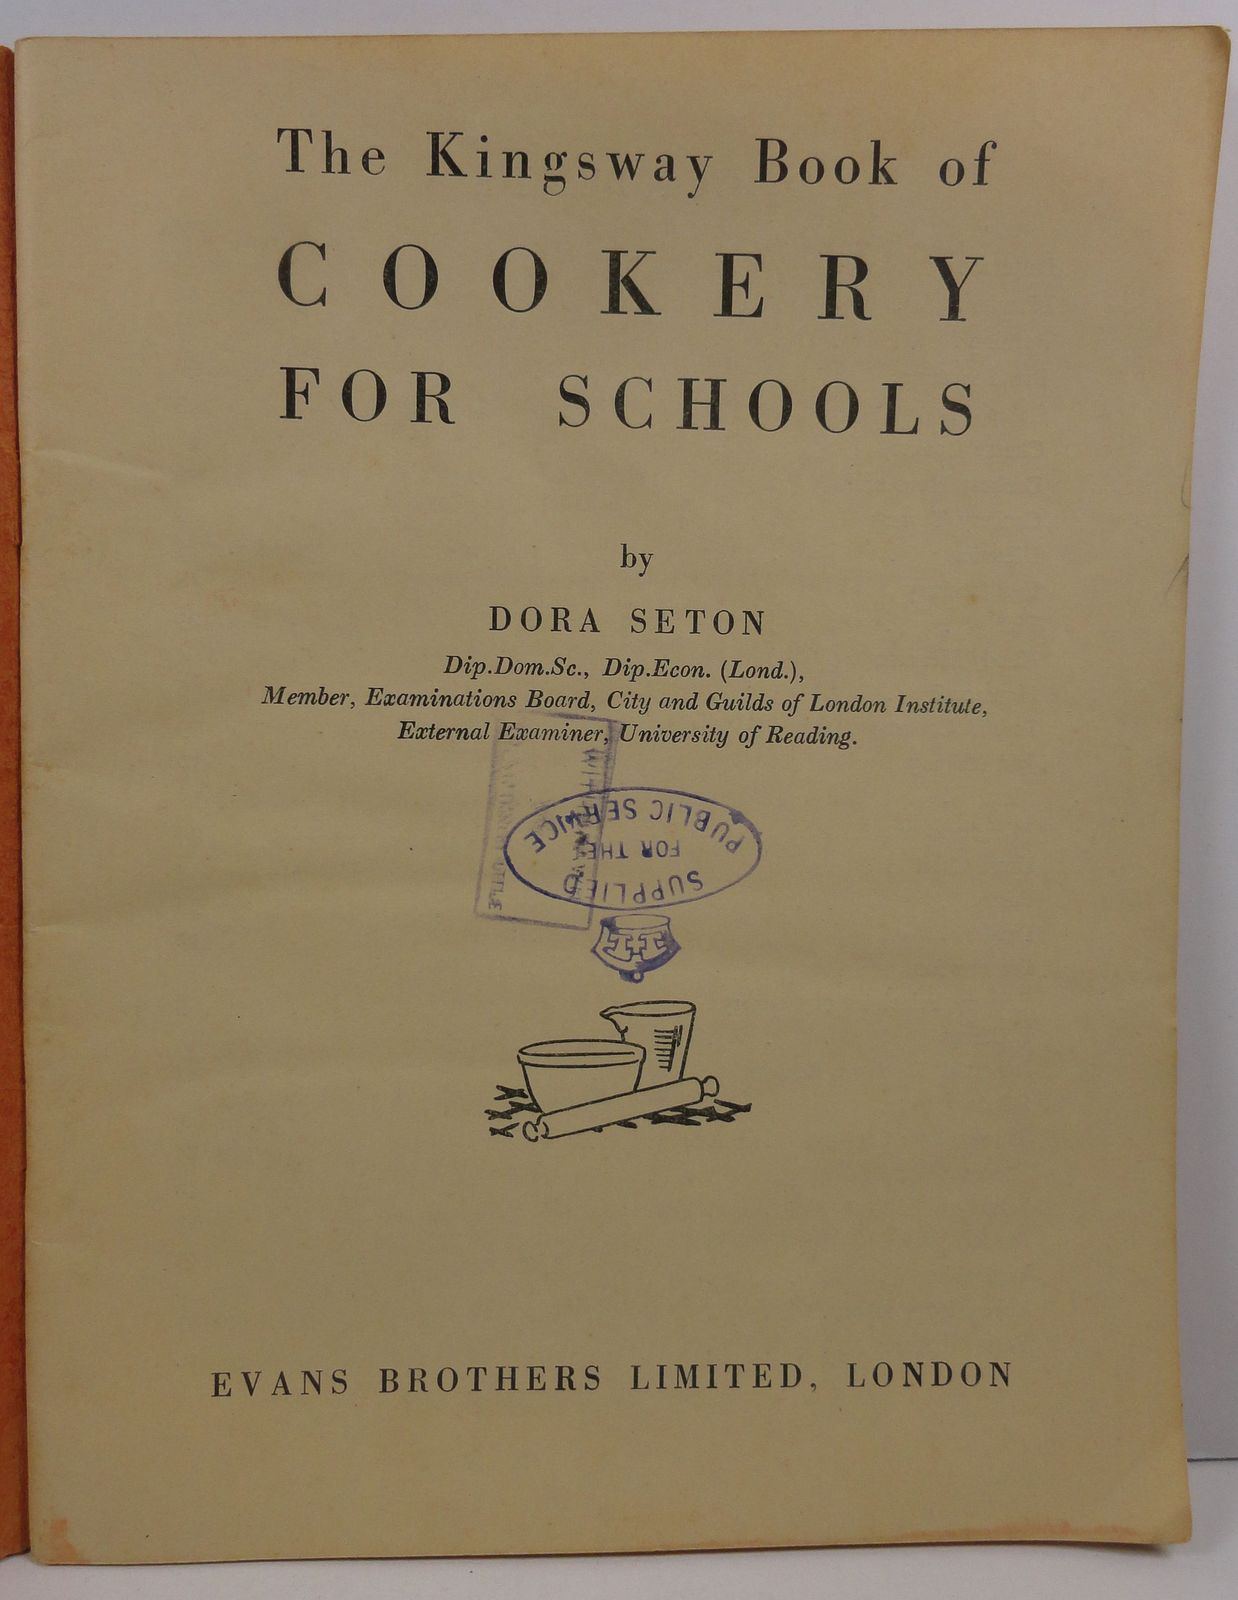 The Kingsway Book of
COOKERY
FOR SCHOOLS
by
DORA SETON
Dip.Dom.Sc., Dip.Econ. (Lond.),
Member, Examinations Board, City and Guilds of London Institute,
External Examiner, University of Reading.
SUPPLIED
FOR THE
PUBLIC SERVICE
EVANS BROTHERS LIMITED, LONDON